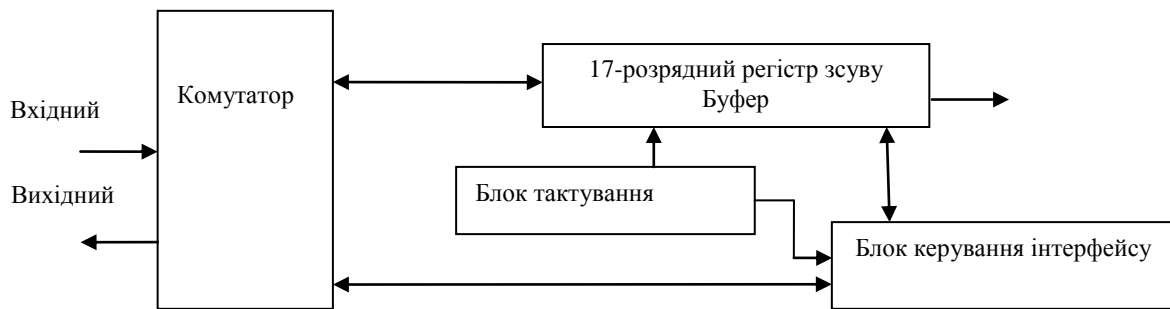 17-розрядний регістр зсуву
Буфер
Комутатор
Вхідний
Вихідний
Блок тактування
Блок керування інтерфейсу